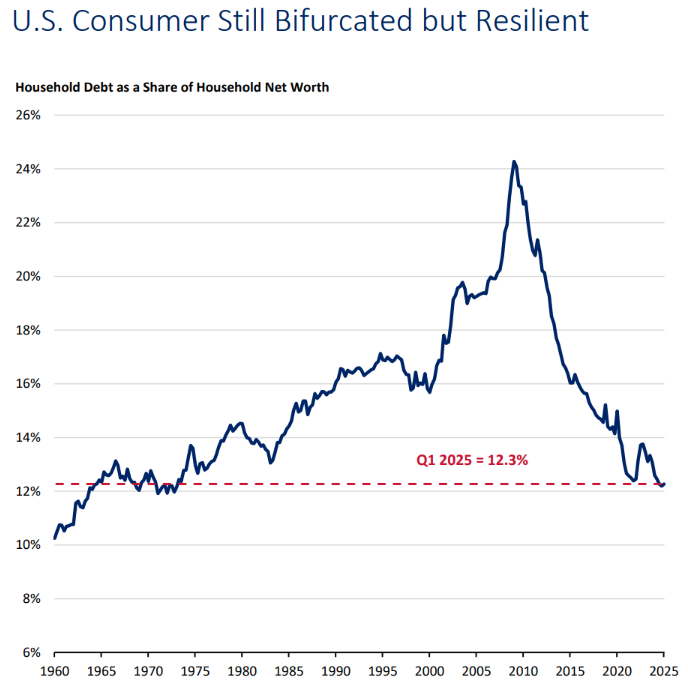 U.S. Consumer Still Bifurcated but Resilient
Household Debt as a Share of Household Net Worth
26%
24%
22%
20%
18%
16%
14%
Q1 2025 = 12.3%
12%
10%
8%
6%
1960 1965 1970 1975 1980 1985 1990 1995 2000 2005 2010 2015 2020 2025